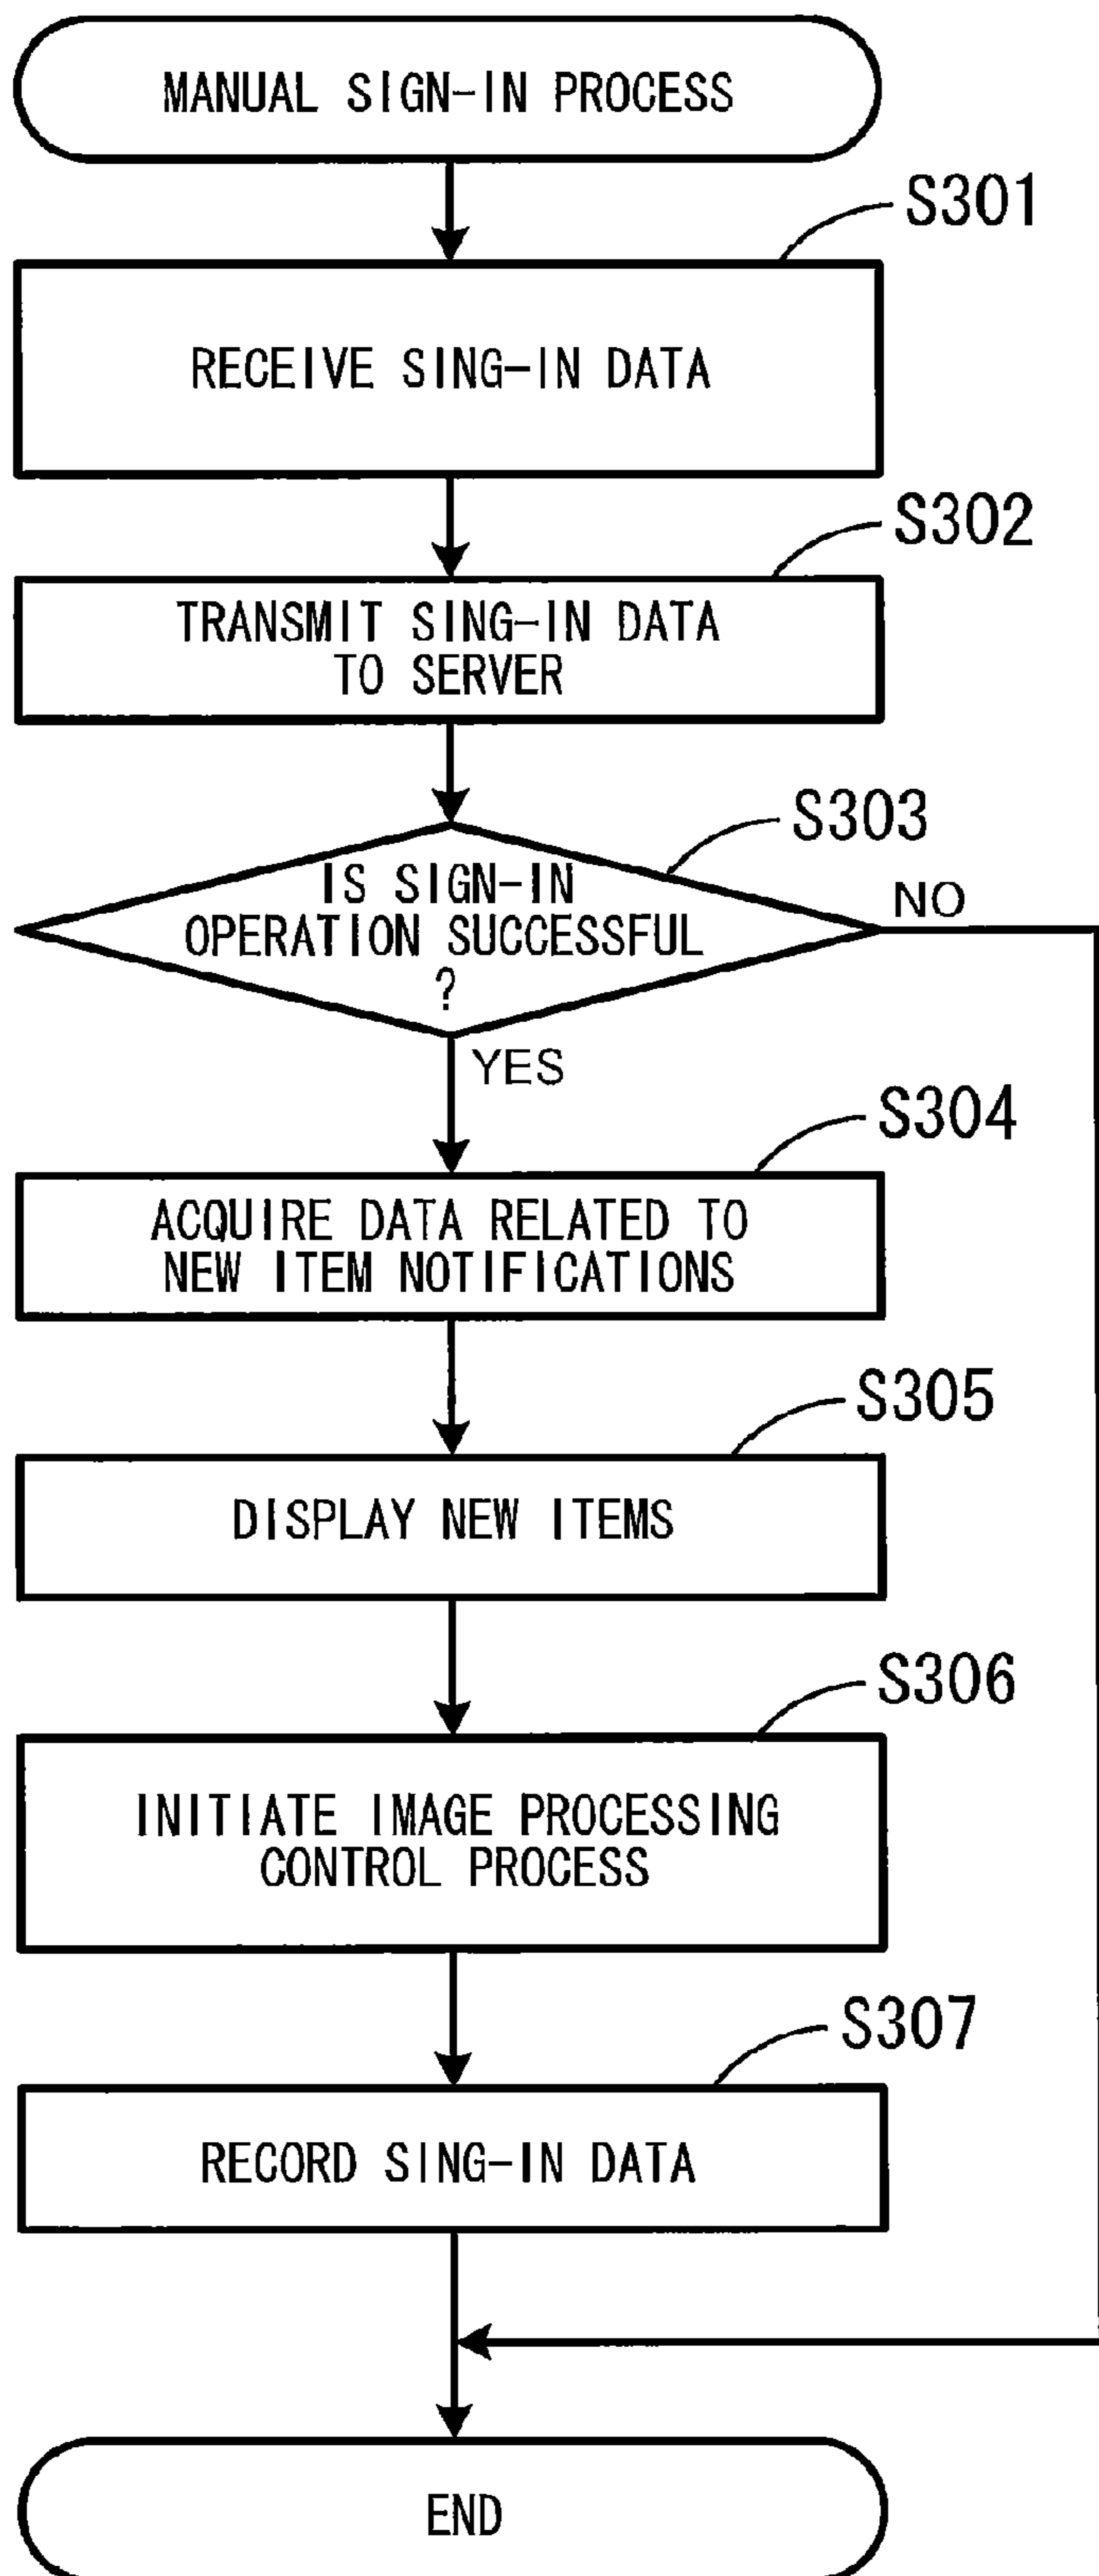 MANUAL SIGN-IN PROCESS
S301
RECEIVE SING-IN DATA
S302
TRANSMIT SING-IN DATA
TO SERVER
S303
IS SIGN-IN
OPERATION SUCCESSFUL
?
NO
YES
S304
ACQUIRE DATA RELATED TO
NEW ITEM NOTIFICATIONS
S305
DISPLAY NEW ITEMS
S306
INITIATE IMAGE PROCESSING
CONTROL PROCESS
S307
RECORD SING-IN DATA
END